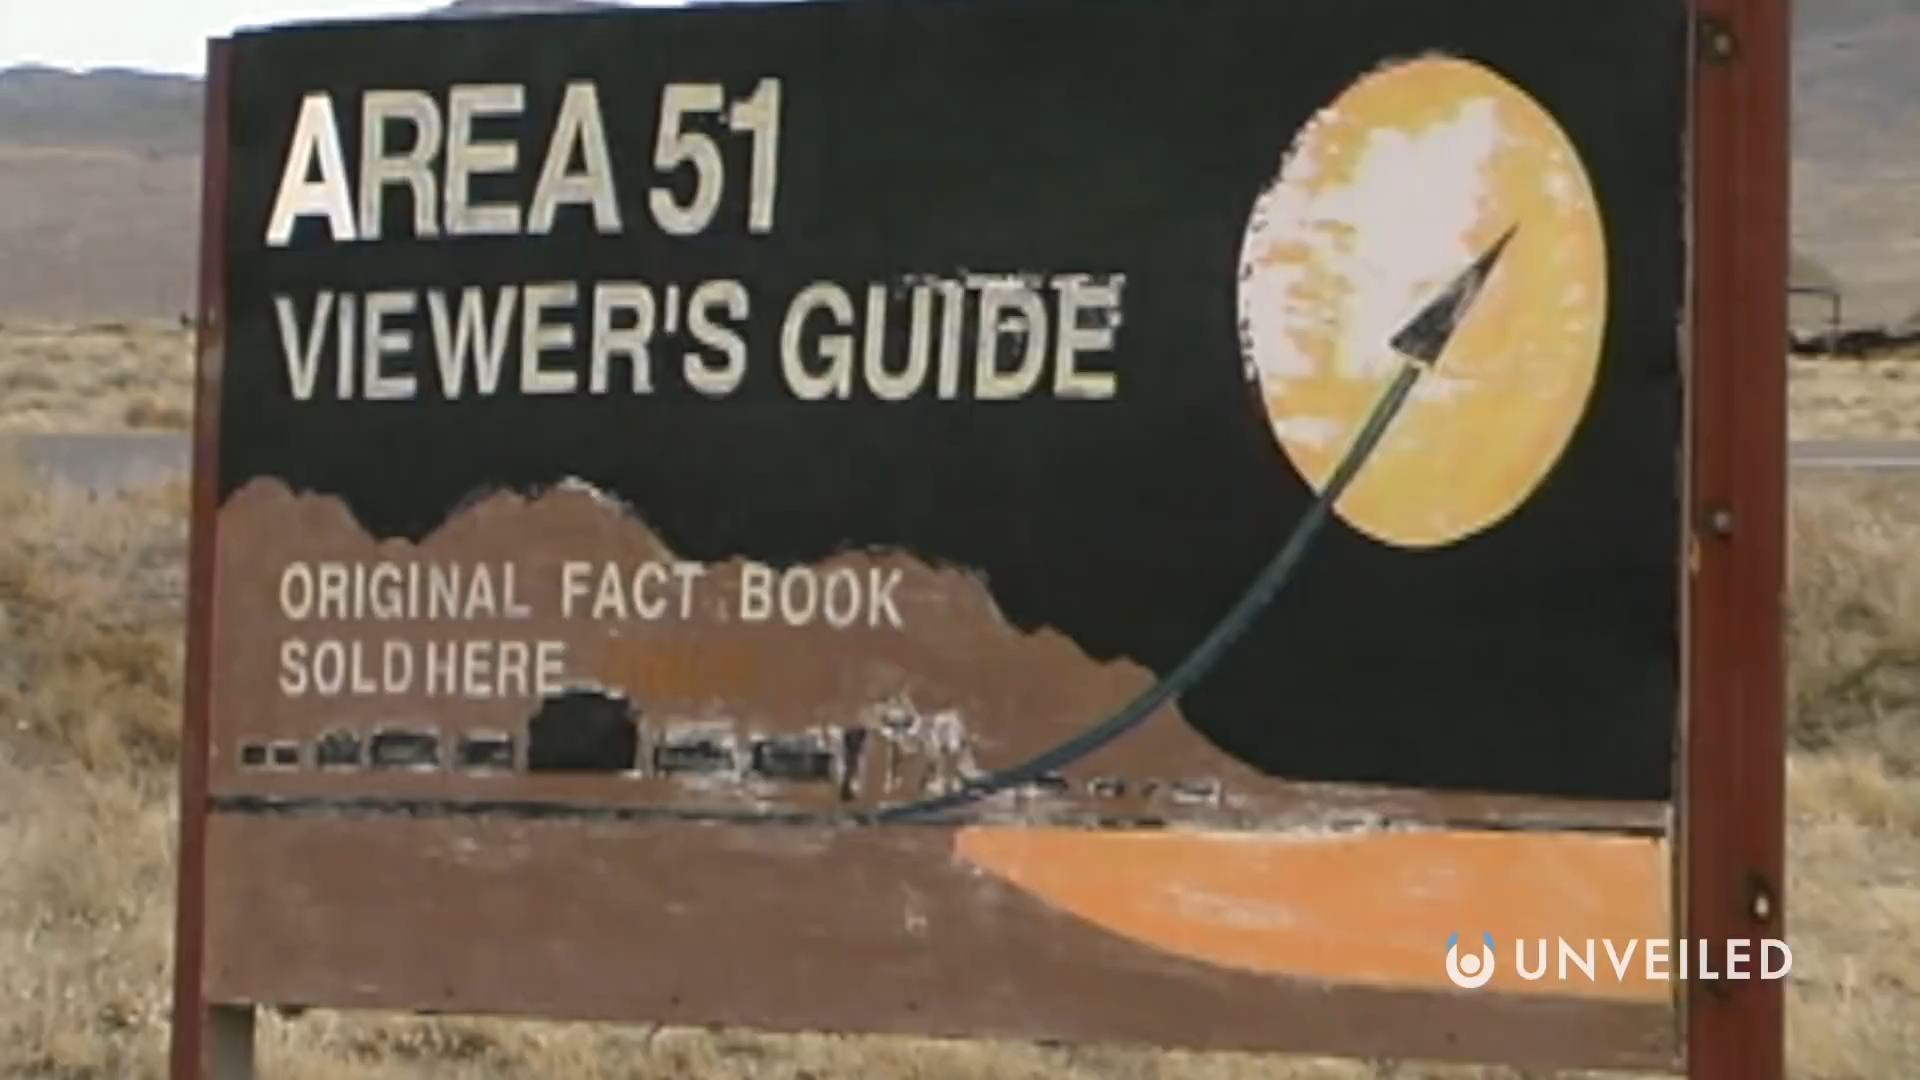 AREA 51
VIEWER'S GUIDE
ORIGINAL FACT BOOK
SOLD HERE
UNVEILED